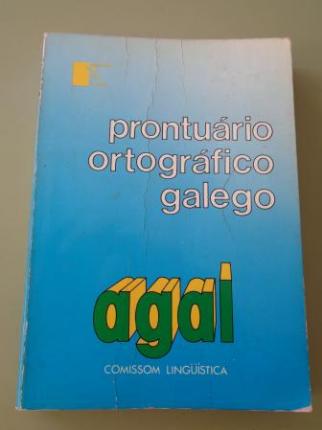 prontuário
ortográfico
galego
agal
COMISSOM LINGÜÍSTICA